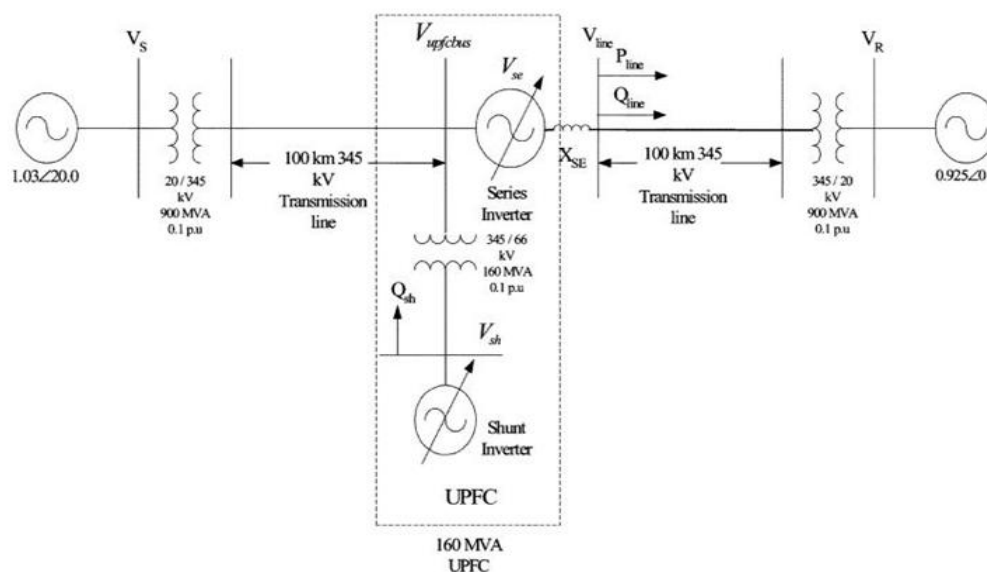 V_S
V_upfcbus
V_se
V_line
P_line
Q_line
V_R
1.03∠20.0
20 / 345
kV
900 MVA
0.1 p.u
100 km 345
kV
Transmission
line
Series
Inverter
X_SE
100 km 345
kV
Transmission
line
345 / 20
kV
900 MVA
0.1 p.u
0.925∠0
345 / 66
kV
160 MVA
0.1 p.u
Q_sh
V_sh
Shunt
Inverter
UPFC
160 MVA
UPFC